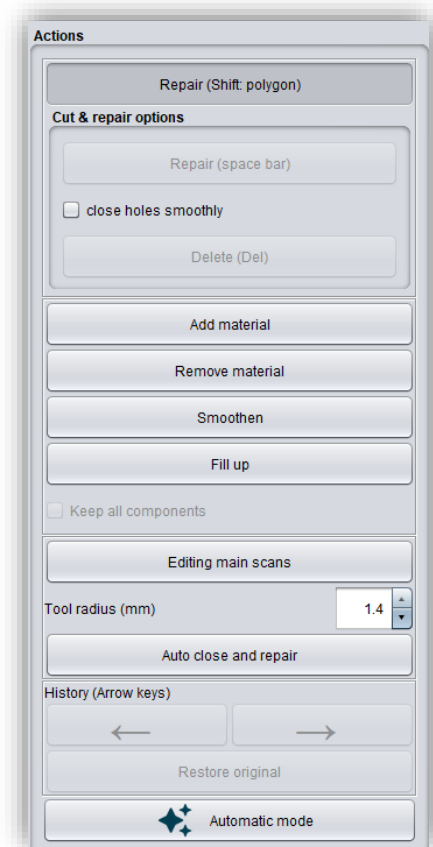 Actions
Repair (Shift: polygon)
Cut & repair options
Repair (space bar)
close holes smoothly
Delete (Del)
Add material
Remove material
Smoothen
Fill up
Keep all components
Editing main scans
Tool radius (mm) 1.4
Auto close and repair
History (Arrow keys)
← →
Restore original
Automatic mode